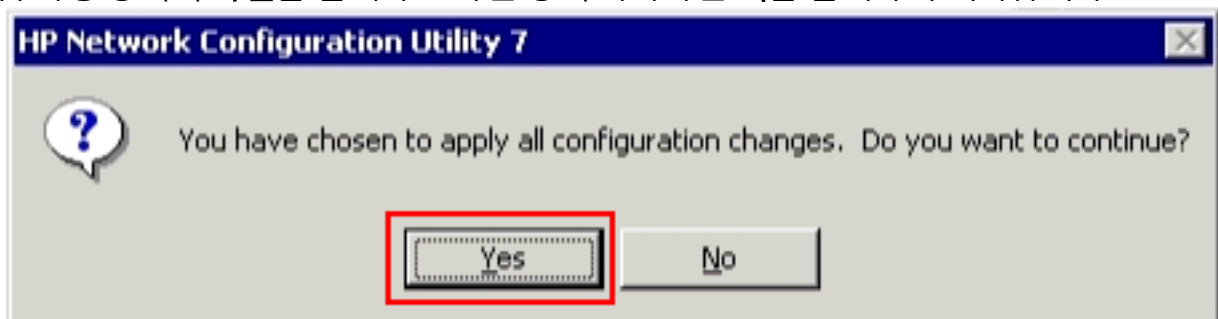 HP Network Configuration Utility 7
You have chosen to apply all configuration changes. Do you want to continue?
Yes No